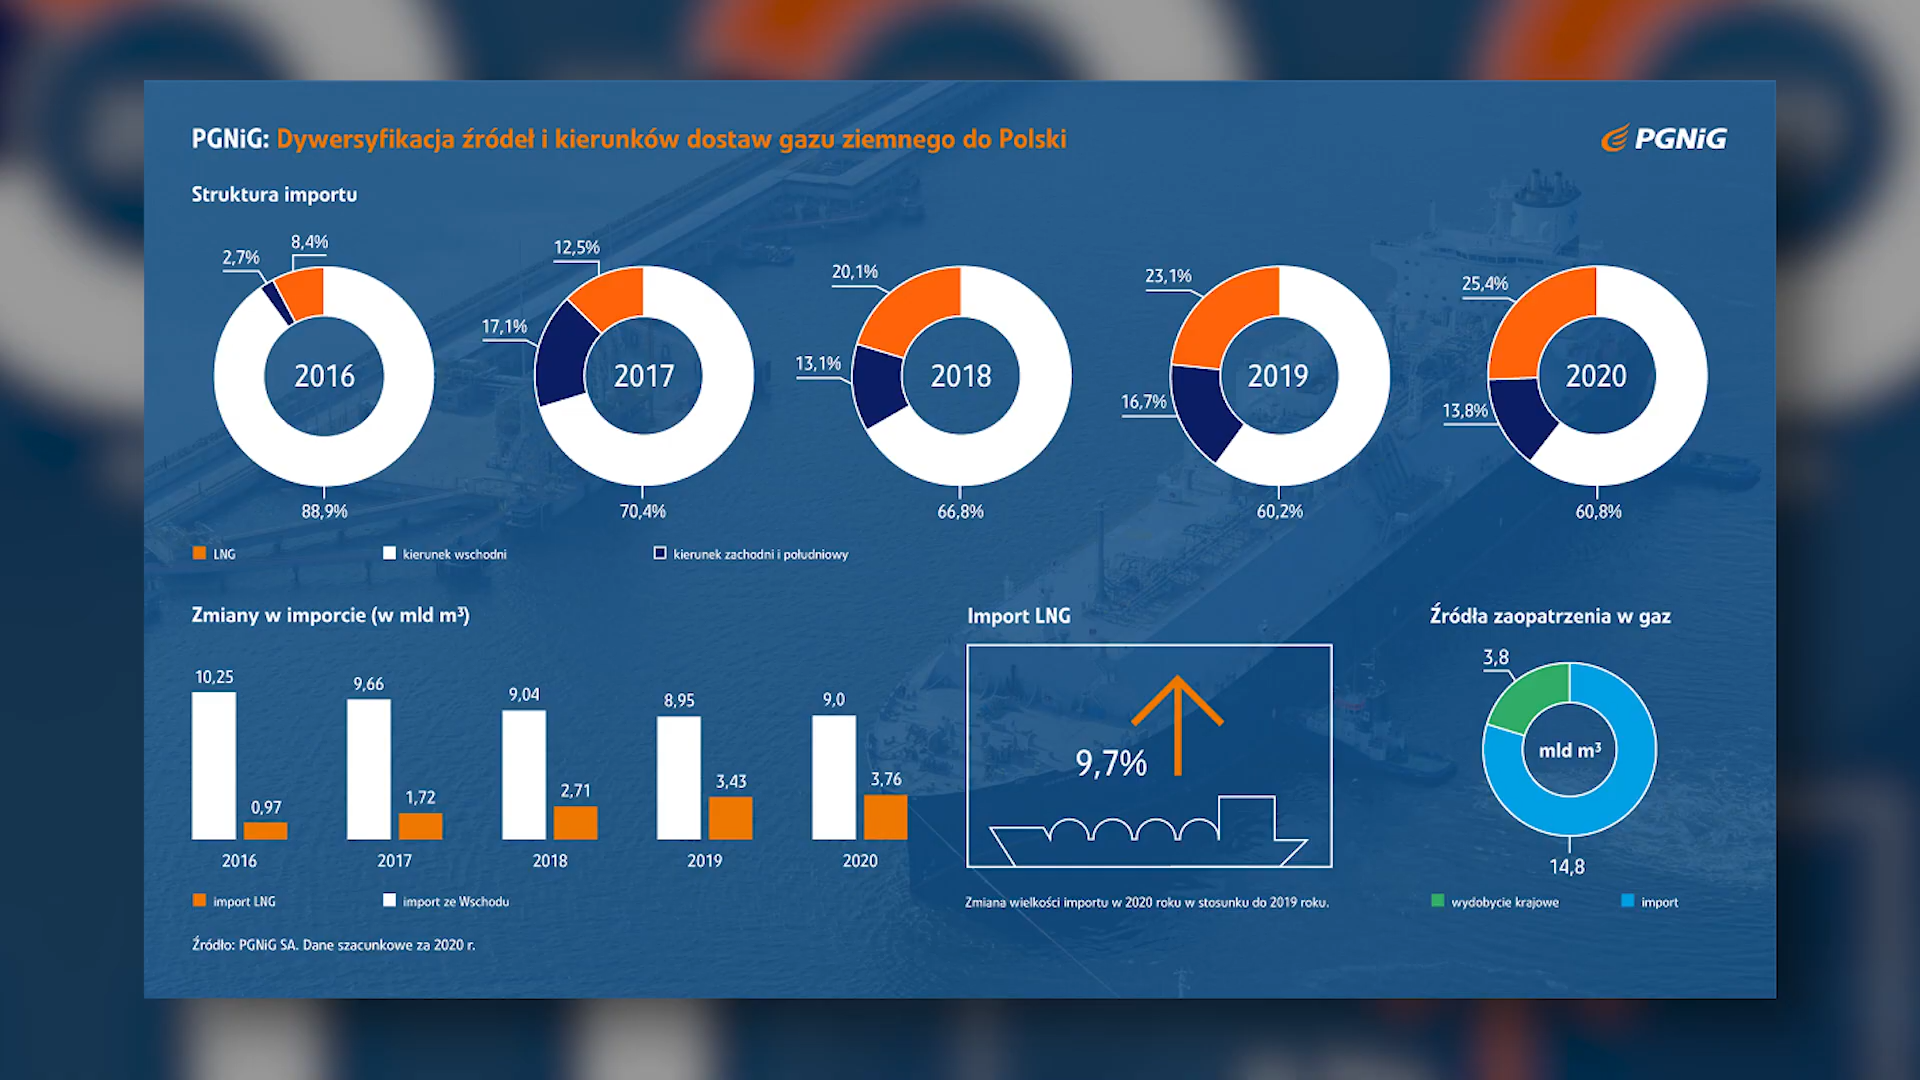 PGNiG: Dywersyfikacja źródeł i kierunków dostaw gazu ziemnego do Polski
PGNiG
Struktura importu
2,7%
8,4%
2016
88,9%
12,5%
17,1%
2017
70,4%
20,1%
13,1%
2018
66,8%
23,1%
16,7%
2019
60,2%
25,4%
13,8%
2020
60,8%
LNG
kierunek wschodni
kierunek zachodni i południowy
Zmiany w imporcie (w mld m³)
10,25
0,97
2016
9,66
1,72
2017
9,04
2,71
2018
8,95
3,43
2019
9,0
3,76
2020
import LNG
import ze Wschodu
Źródło: PGNiG SA. Dane szacunkowe za 2020 r.
Import LNG
9,7%
Zmiana wielkości importu w 2020 roku w stosunku do 2019 roku.
Źródła zaopatrzenia w gaz
3,8
mld m³
14,8
wydobycie krajowe
import